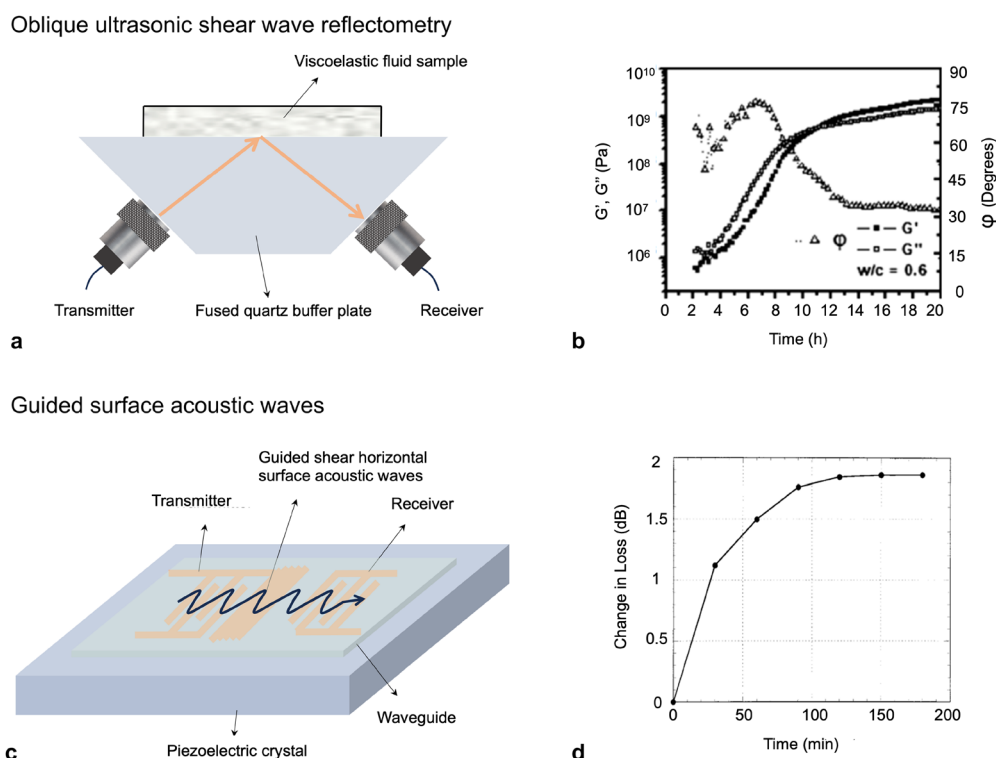 Oblique ultrasonic shear wave reflectometry
Viscoelastic fluid sample
Transmitter
Fused quartz buffer plate
Receiver
a
10¹⁰
10⁹
10⁸
10⁷
10⁶
G', G" (Pa)
90
75
60
45
30
15
0
φ (Degrees)
φ
G'
G"
w/c = 0.6
0 2 4 6 8 10 12 14 16 18 20
Time (h)
b
Guided surface acoustic waves
Guided shear horizontal
surface acoustic waves
Transmitter
Receiver
Waveguide
Piezoelectric crystal
c
2
1.5
1
0.5
0
Change in Loss (dB)
0 50 100 150 200
Time (min)
d